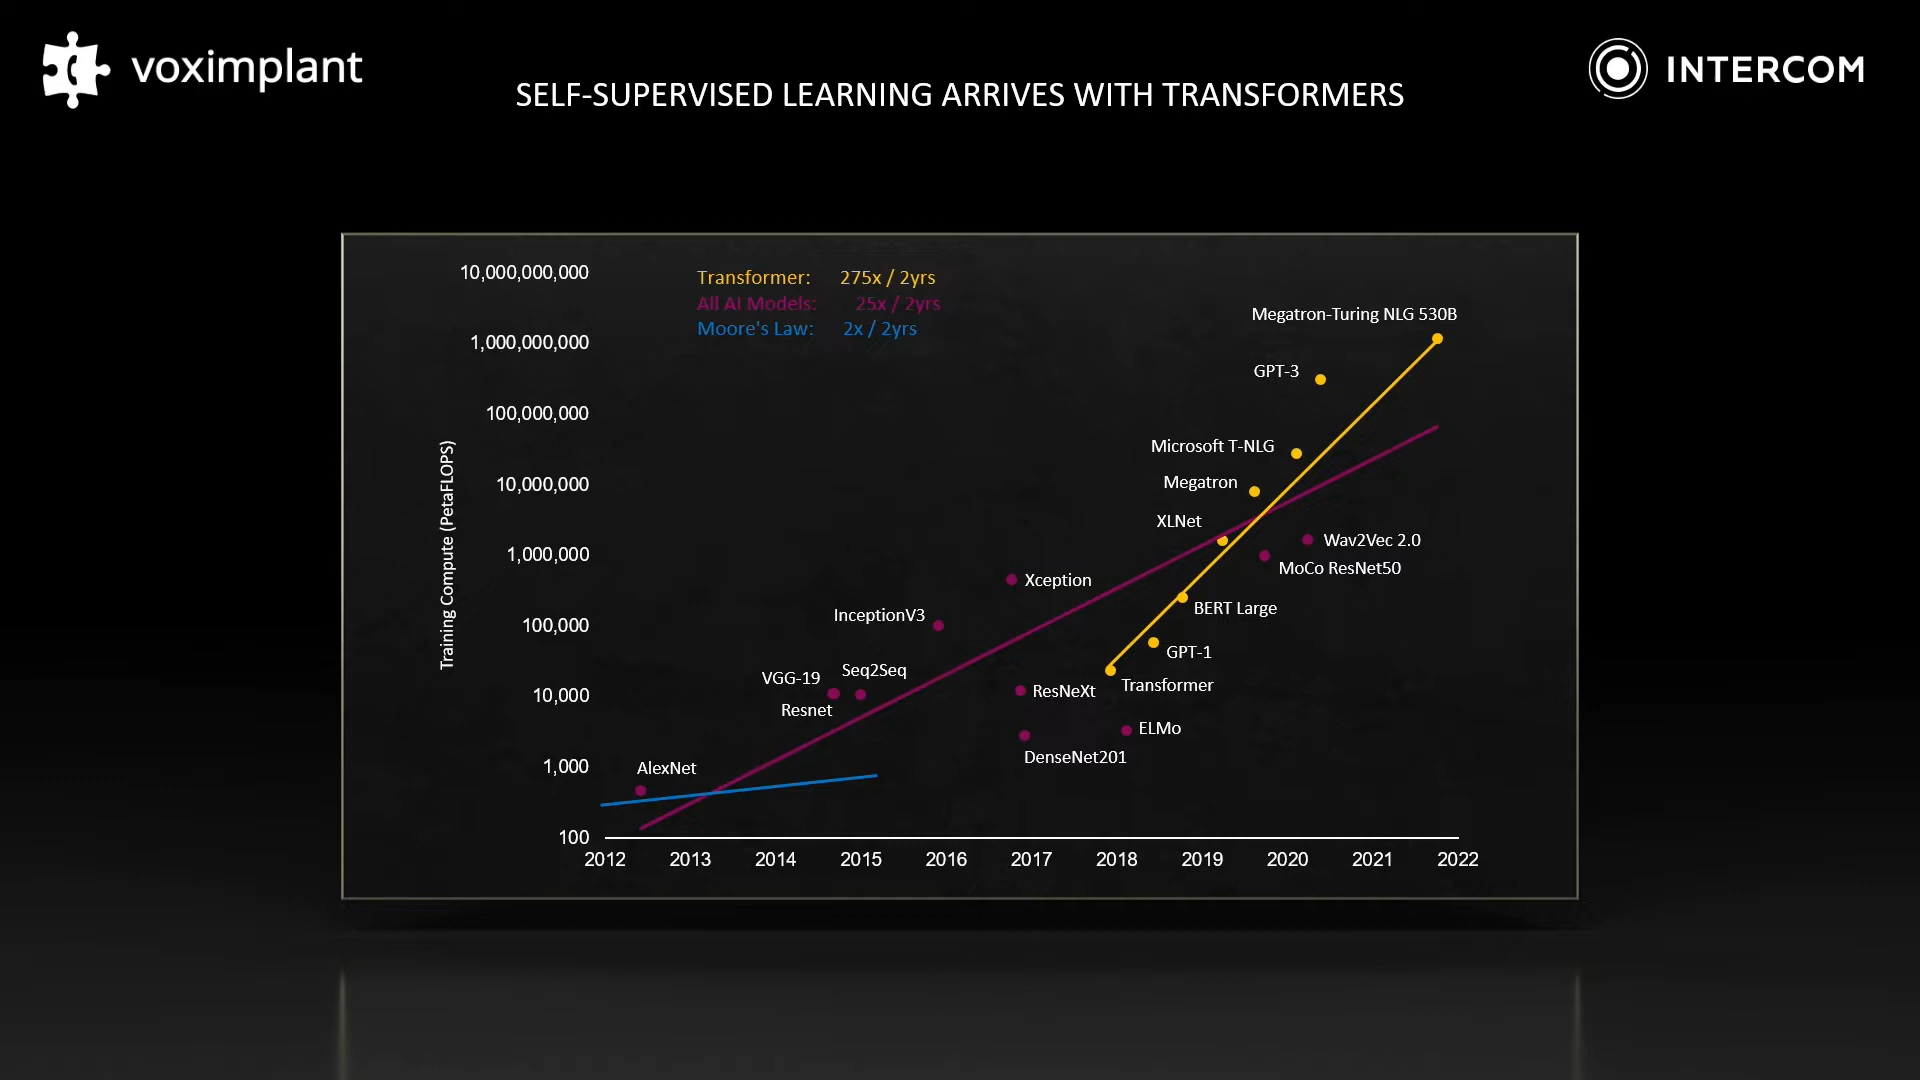 voximplant
INTERCOM
SELF-SUPERVISED LEARNING ARRIVES WITH TRANSFORMERS
Transformer: 275x / 2yrs
All AI Models: 25x / 2yrs
Moore's Law: 2x / 2yrs
Training Compute (PetaFLOPS)
10,000,000,000
1,000,000,000
100,000,000
10,000,000
1,000,000
100,000
10,000
1,000
100
Megatron-Turing NLG 530B
GPT-3
Microsoft T-NLG
Megatron
XLNet
Wav2Vec 2.0
MoCo ResNet50
Xception
BERT Large
InceptionV3
GPT-1
Seq2Seq
VGG-19
Transformer
ResNeXt
Resnet
ELMo
DenseNet201
AlexNet
2012 2013 2014 2015 2016 2017 2018 2019 2020 2021 2022